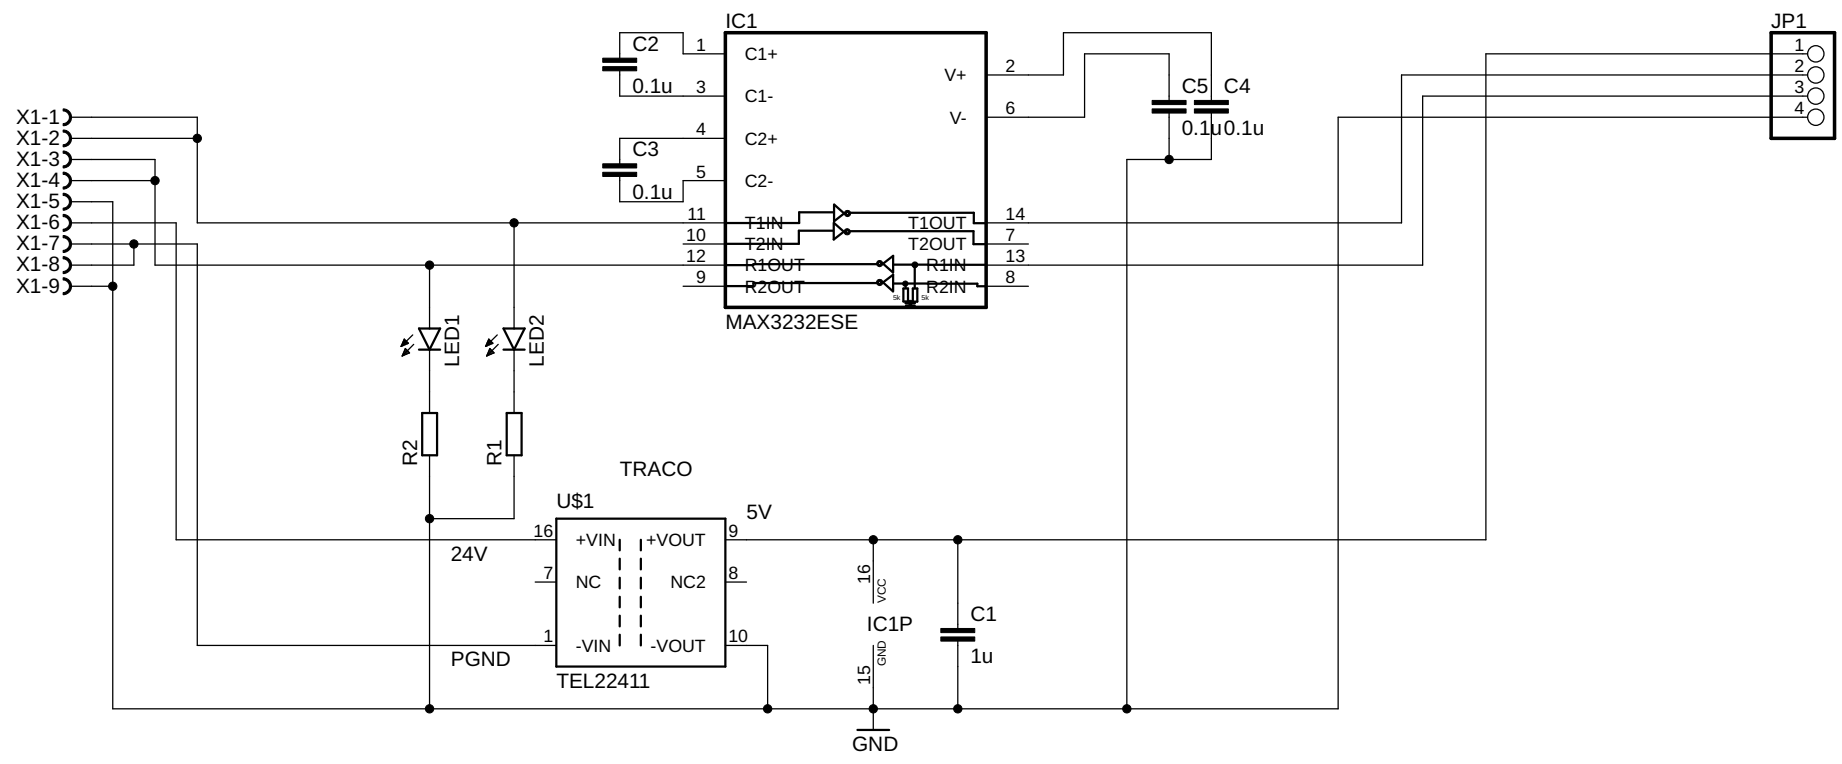 IC1
JP1
C2
1
C1+
1
V+
2
2
0.1u
3
C1-
3
C5
C4
V-
6
4
X1-1
X1-2
4
C2+
0.1u
0.1u
X1-3
C3
X1-4
5
C2-
0.1u
X1-5
X1-6
11
T1IN
T1OUT
14
X1-7
10
T2IN
T2OUT
7
X1-8
12
R1OUT
R1IN
13
X1-9
9
R2OUT
5k
5k
R2IN
8
MAX3232ESE
LED1
LED2
R2
R1
TRACO
U$1
5V
16
+VIN
+VOUT
9
24V
7
NC
NC2
8
16
VCC
IC1P
C1
1
-VIN
-VOUT
10
PGND
GND
15
1u
TEL22411
GND